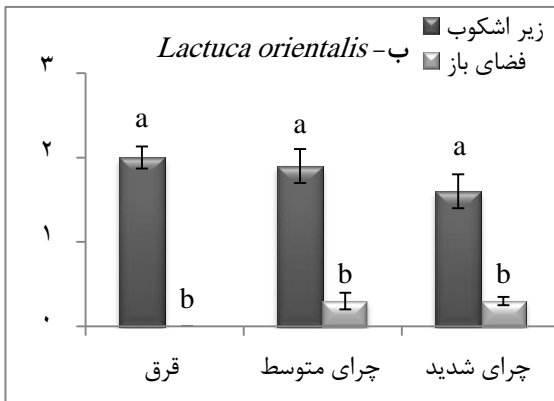 زیر اشکوب
فضای باز
ب- Lactuca orientalis
۳
۲
۱
۰
a
b
a
b
a
b
قرق
چرای متوسط
چرای شدید